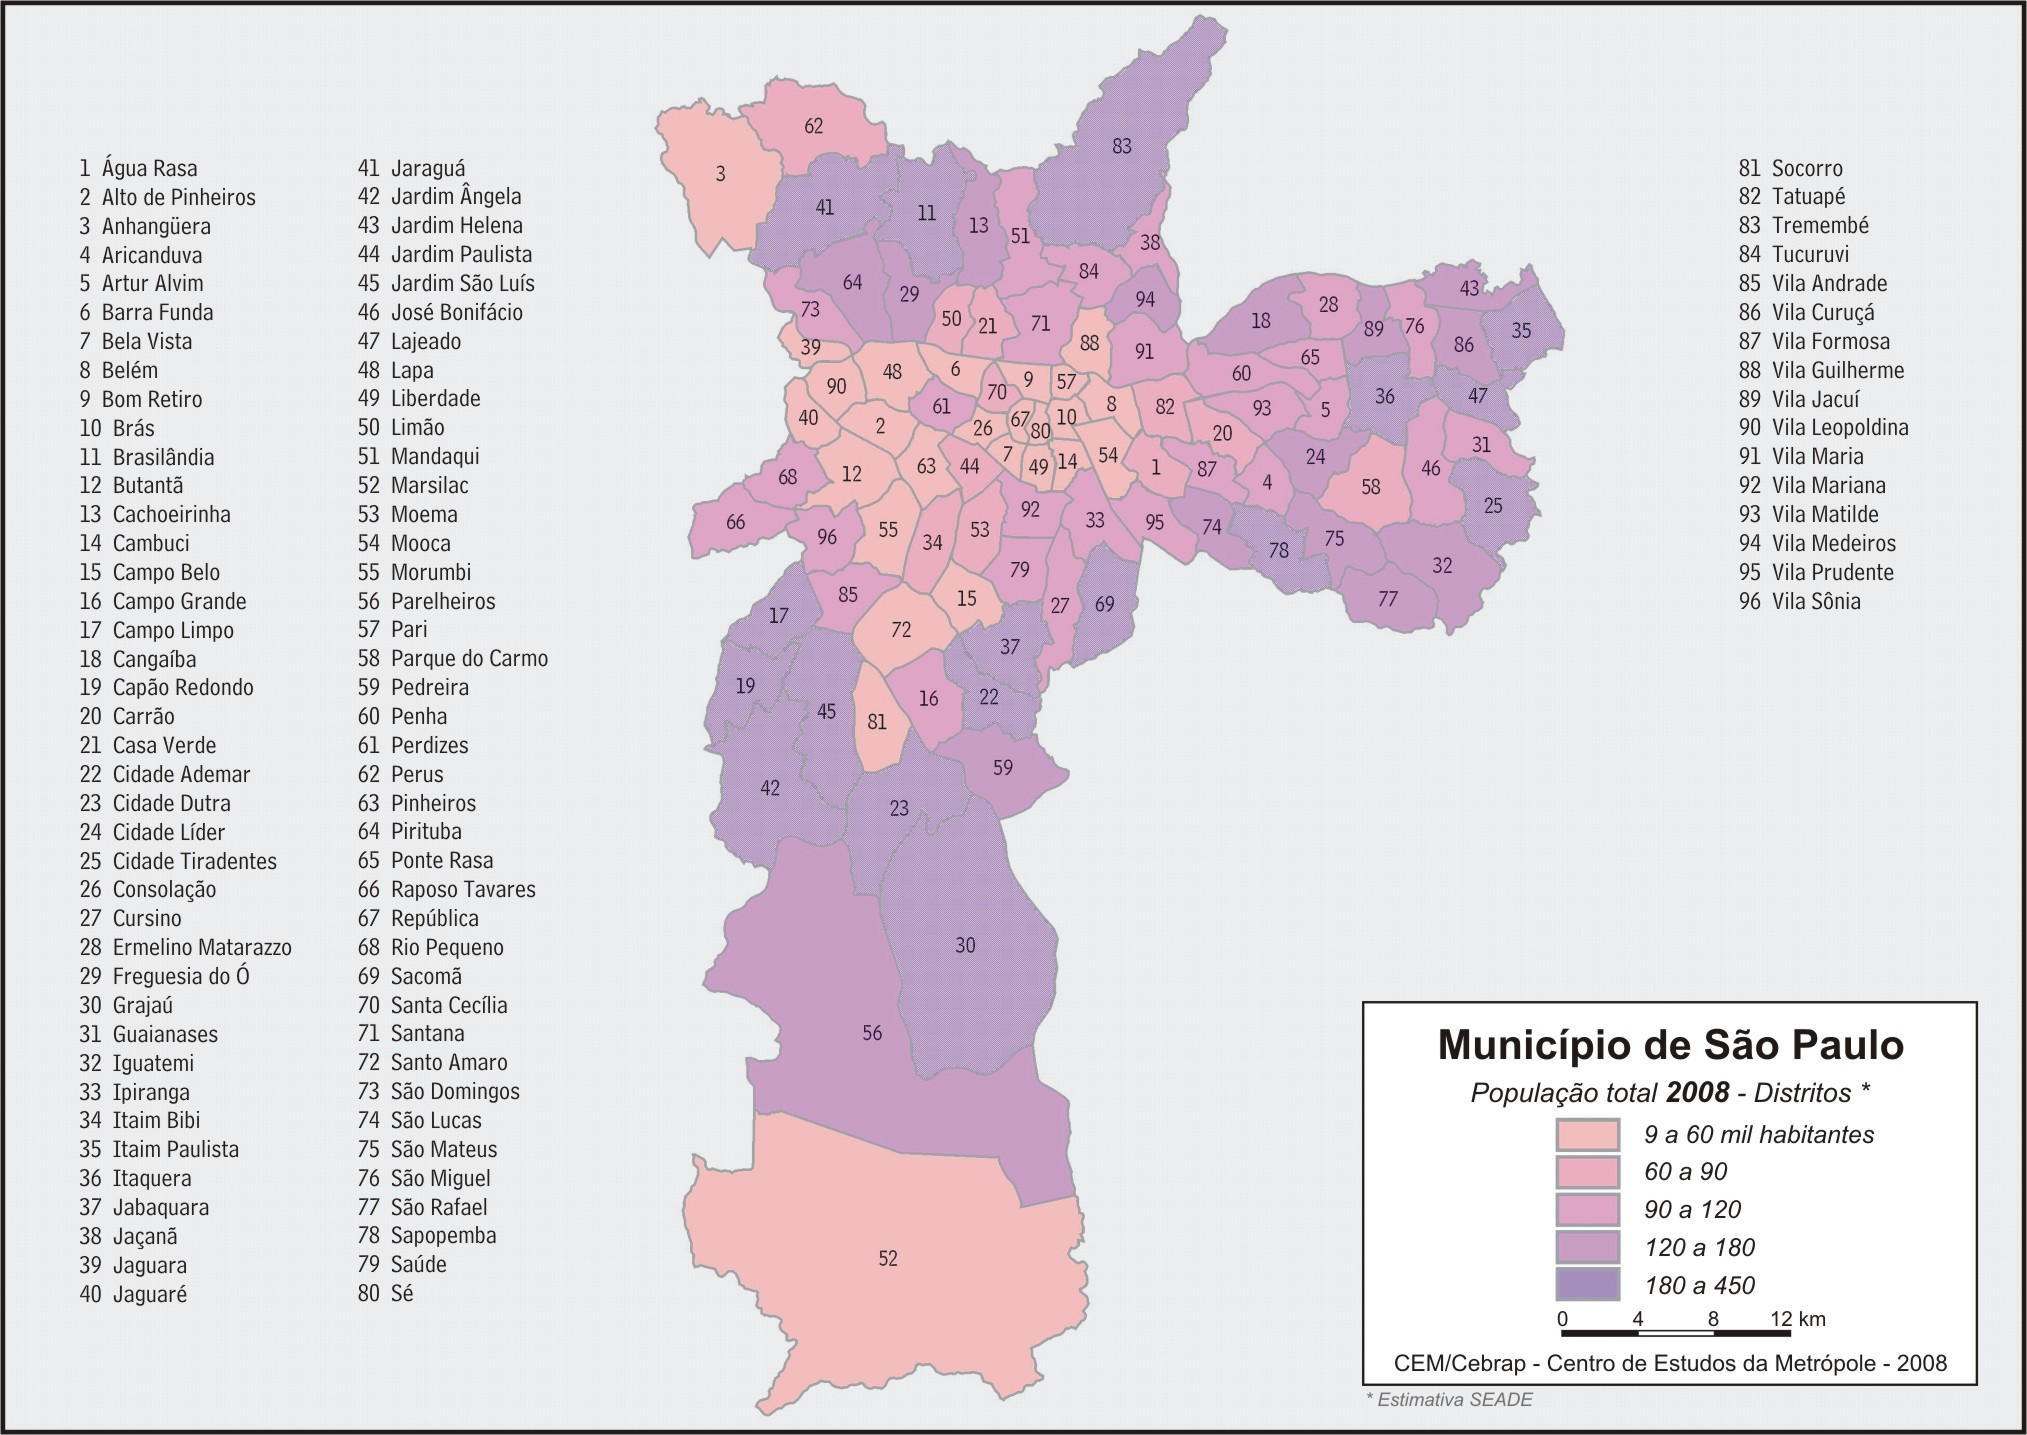 1 Água Rasa
2 Alto de Pinheiros
3 Anhangüera
4 Aricanduva
5 Artur Alvim
6 Barra Funda
7 Bela Vista
8 Belém
9 Bom Retiro
10 Brás
11 Brasilândia
12 Butantã
13 Cachoeirinha
14 Cambuci
15 Campo Belo
16 Campo Grande
17 Campo Limpo
18 Cangaíba
19 Capão Redondo
20 Carrão
21 Casa Verde
22 Cidade Ademar
23 Cidade Dutra
24 Cidade Líder
25 Cidade Tiradentes
26 Consolação
27 Cursino
28 Ermelino Matarazzo
29 Freguesia do Ó
30 Grajaú
31 Guaianases
32 Iguatemi
33 Ipiranga
34 Itaim Bibi
35 Itaim Paulista
36 Itaquera
37 Jabaquara
38 Jaçanã
39 Jaguara
40 Jaguaré
41 Jaraguá
42 Jardim Ângela
43 Jardim Helena
44 Jardim Paulista
45 Jardim São Luís
46 José Bonifácio
47 Lajeado
48 Lapa
49 Liberdade
50 Limão
51 Mandaqui
52 Marsilac
53 Moema
54 Mooca
55 Morumbi
56 Parelheiros
57 Pari
58 Parque do Carmo
59 Pedreira
60 Penha
61 Perdizes
62 Perus
63 Pinheiros
64 Pirituba
65 Ponte Rasa
66 Raposo Tavares
67 República
68 Rio Pequeno
69 Sacomã
70 Santa Cecília
71 Santana
72 Santo Amaro
73 São Domingos
74 São Lucas
75 São Mateus
76 São Miguel
77 São Rafael
78 Sapopemba
79 Saúde
80 Sé
62
3
83
41
11
13
51
38
84
64
29
94
73
50
21
71
88
91
39
48
6
9
57
90
70
8
82
61
10
40
2
26
67
80
7
54
1
12
63
44
49
14
68
66
96
55
34
53
92
33
95
79
85
15
27
69
17
72
37
19
45
81
16
22
42
23
59
30
56
52
43
28
18
89
76
86
35
65
60
36
47
93
5
20
31
24
46
87
4
58
25
74
78
75
32
77
81 Socorro
82 Tatuapé
83 Tremembé
84 Tucuruvi
85 Vila Andrade
86 Vila Curuçá
87 Vila Formosa
88 Vila Guilherme
89 Vila Jacuí
90 Vila Leopoldina
91 Vila Maria
92 Vila Mariana
93 Vila Matilde
94 Vila Medeiros
95 Vila Prudente
96 Vila Sônia
Município de São Paulo
População total 2008 - Distritos *
9 a 60 mil habitantes
60 a 90
90 a 120
120 a 180
180 a 450
0 4 8 12 km
CEM/Cebrap - Centro de Estudos da Metrópole - 2008
* Estimativa SEADE